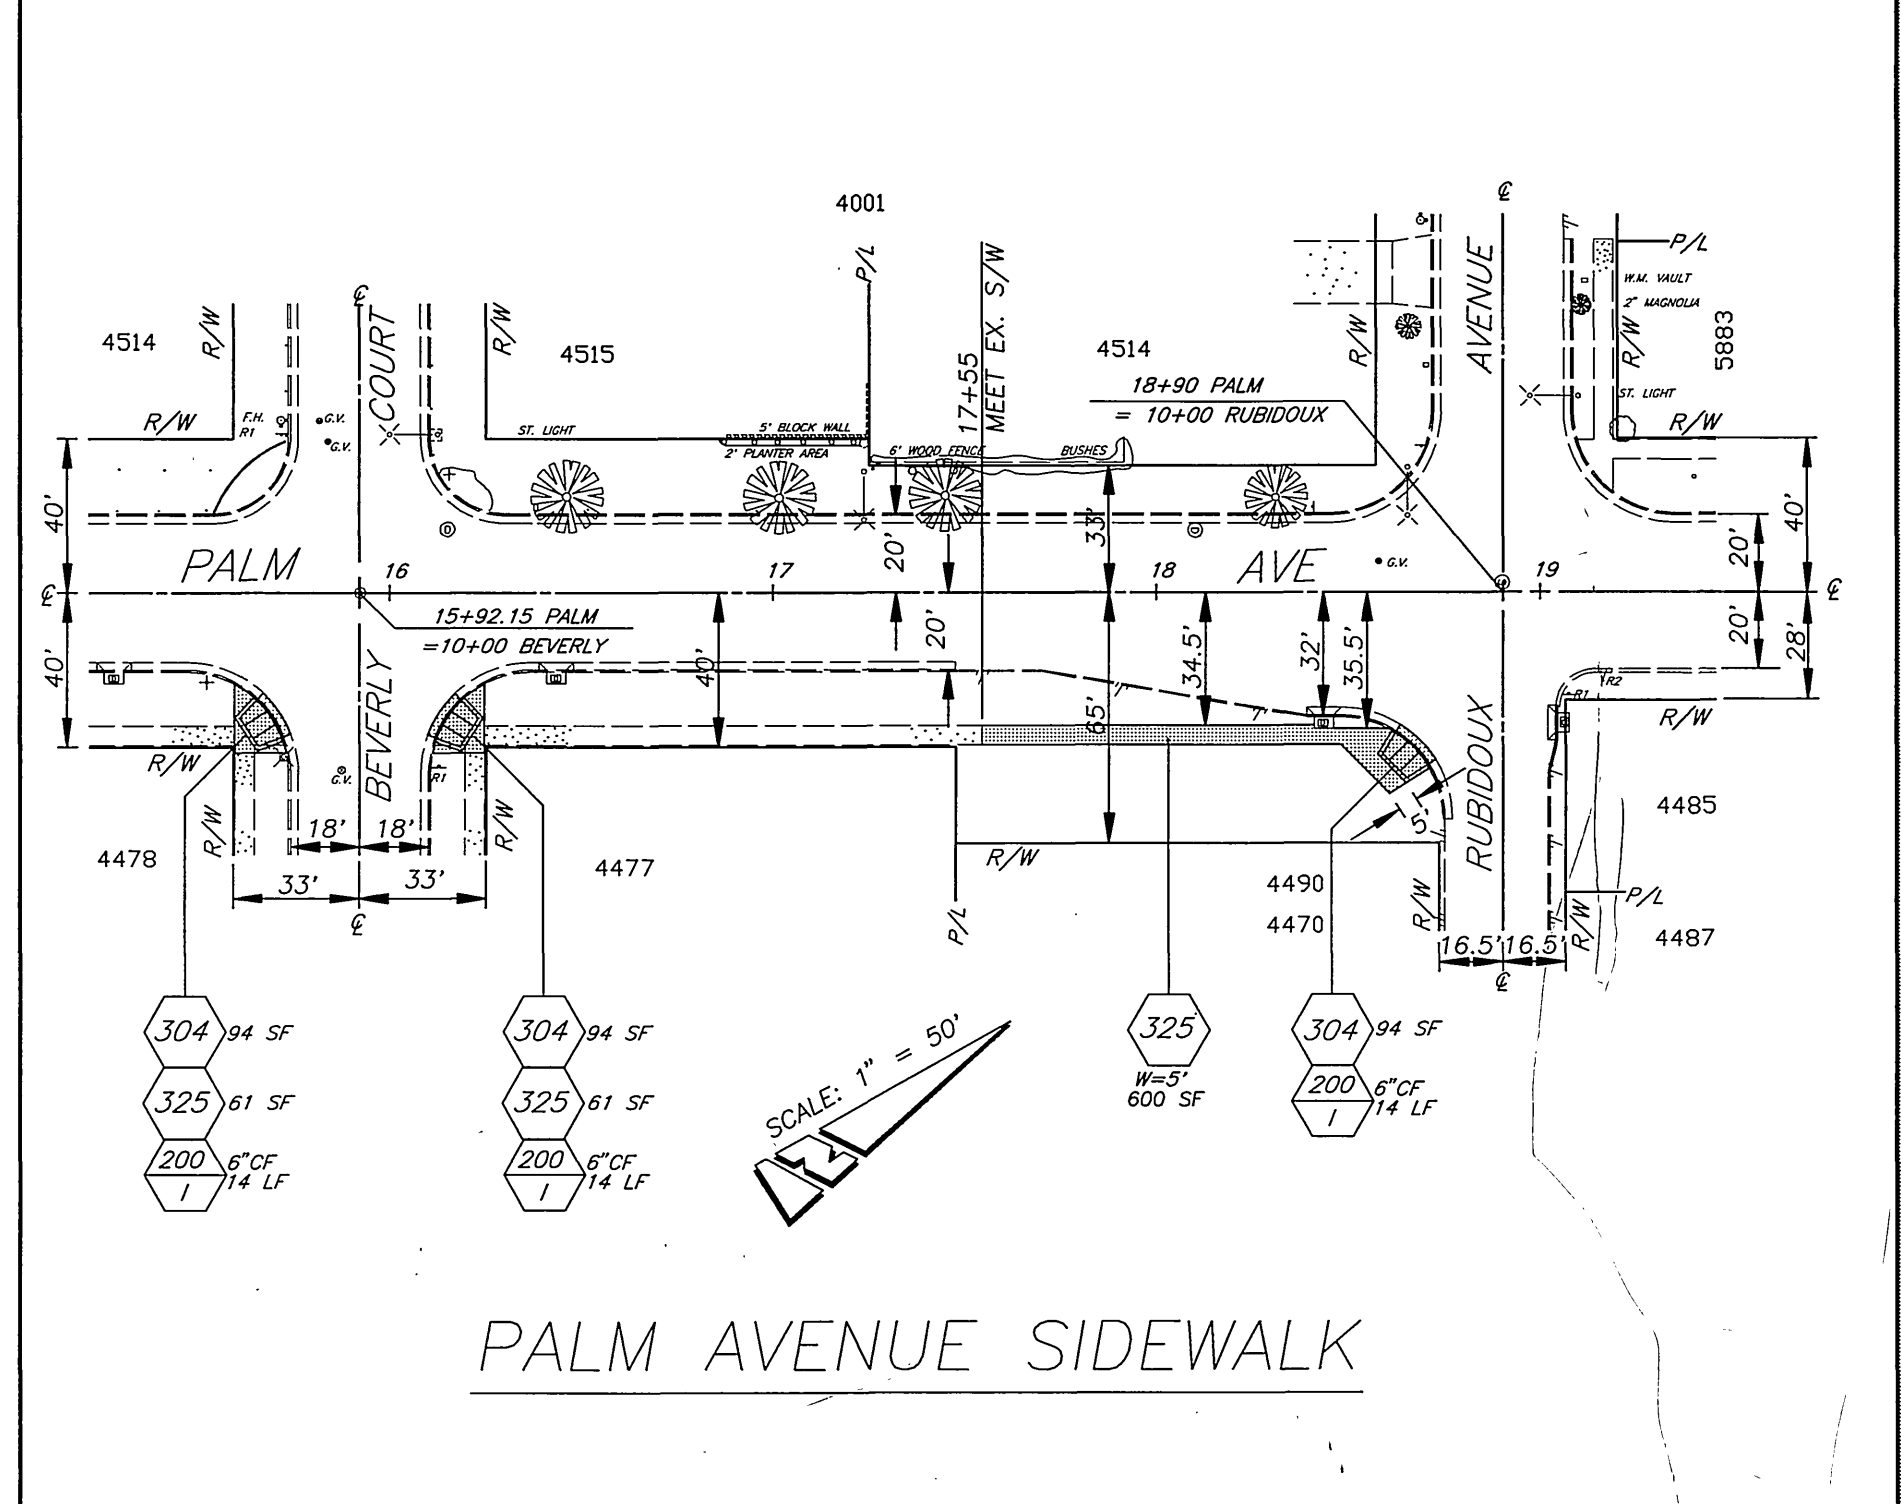 4001
℄
P/L
AVENUE
P/L
W.M. VAULT
2" MAGNOLIA
℄
COURT
R/W
4514
R/W
4515
17+55
MEET EX. S/W
4514
R/W
R/W
5883
18+90 PALM
= 10+00 RUBIDOUX
ST. LIGHT
R/W
F.H.
R1
G.V.
G.V.
ST. LIGHT
5' BLOCK WALL
2' PLANTER AREA
6' WOOD FENCE
BUSHES
R/W
40'
PALM
20'
33'
AVE
G.V.
20'
40'
℄
16
17
18
19
℄
15+92.15 PALM
=10+00 BEVERLY
40'
40'
20'
65'
34.5'
32'
35.5'
20'
28'
R/W
BEVERLY
G.V.
R1
R1
R2
R/W
RUBIDOUX
R/W
18'
18'
R/W
5'
4485
4478
4477
33'
33'
℄
P/L
R/W
4490
4470
R/W
P/L
R/W
4487
16.5'
16.5'
℄
304 94 SF
325 61 SF
200 6"CF
1 14 LF
304 94 SF
325 61 SF
200 6"CF
1 14 LF
SCALE: 1" = 50'
N
325
W=5'
600 SF
304 94 SF
200 6"CF
1 14 LF
PALM AVENUE SIDEWALK